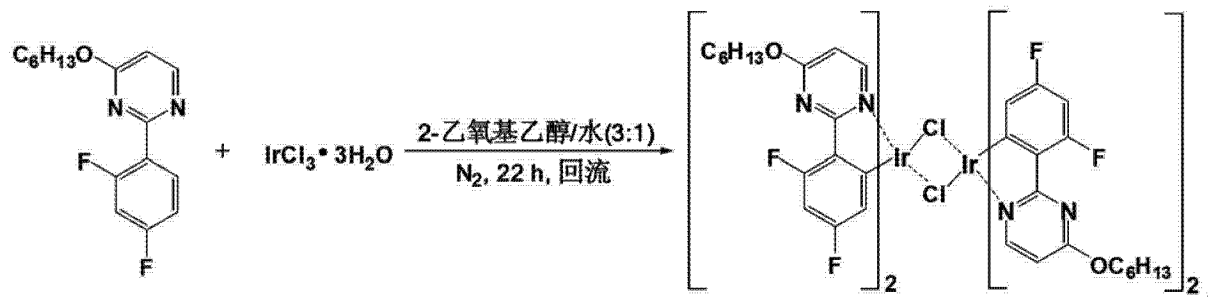 C₆H₁₃O
N
N
F
F
+
IrCl₃• 3H₂O
2-乙氧基乙醇/水(3:1)
N₂, 22 h, 回流
C₆H₁₃O
N
N
F
F
Ir
Cl
Cl
Ir
2
F
F
N
N
OC₆H₁₃
2